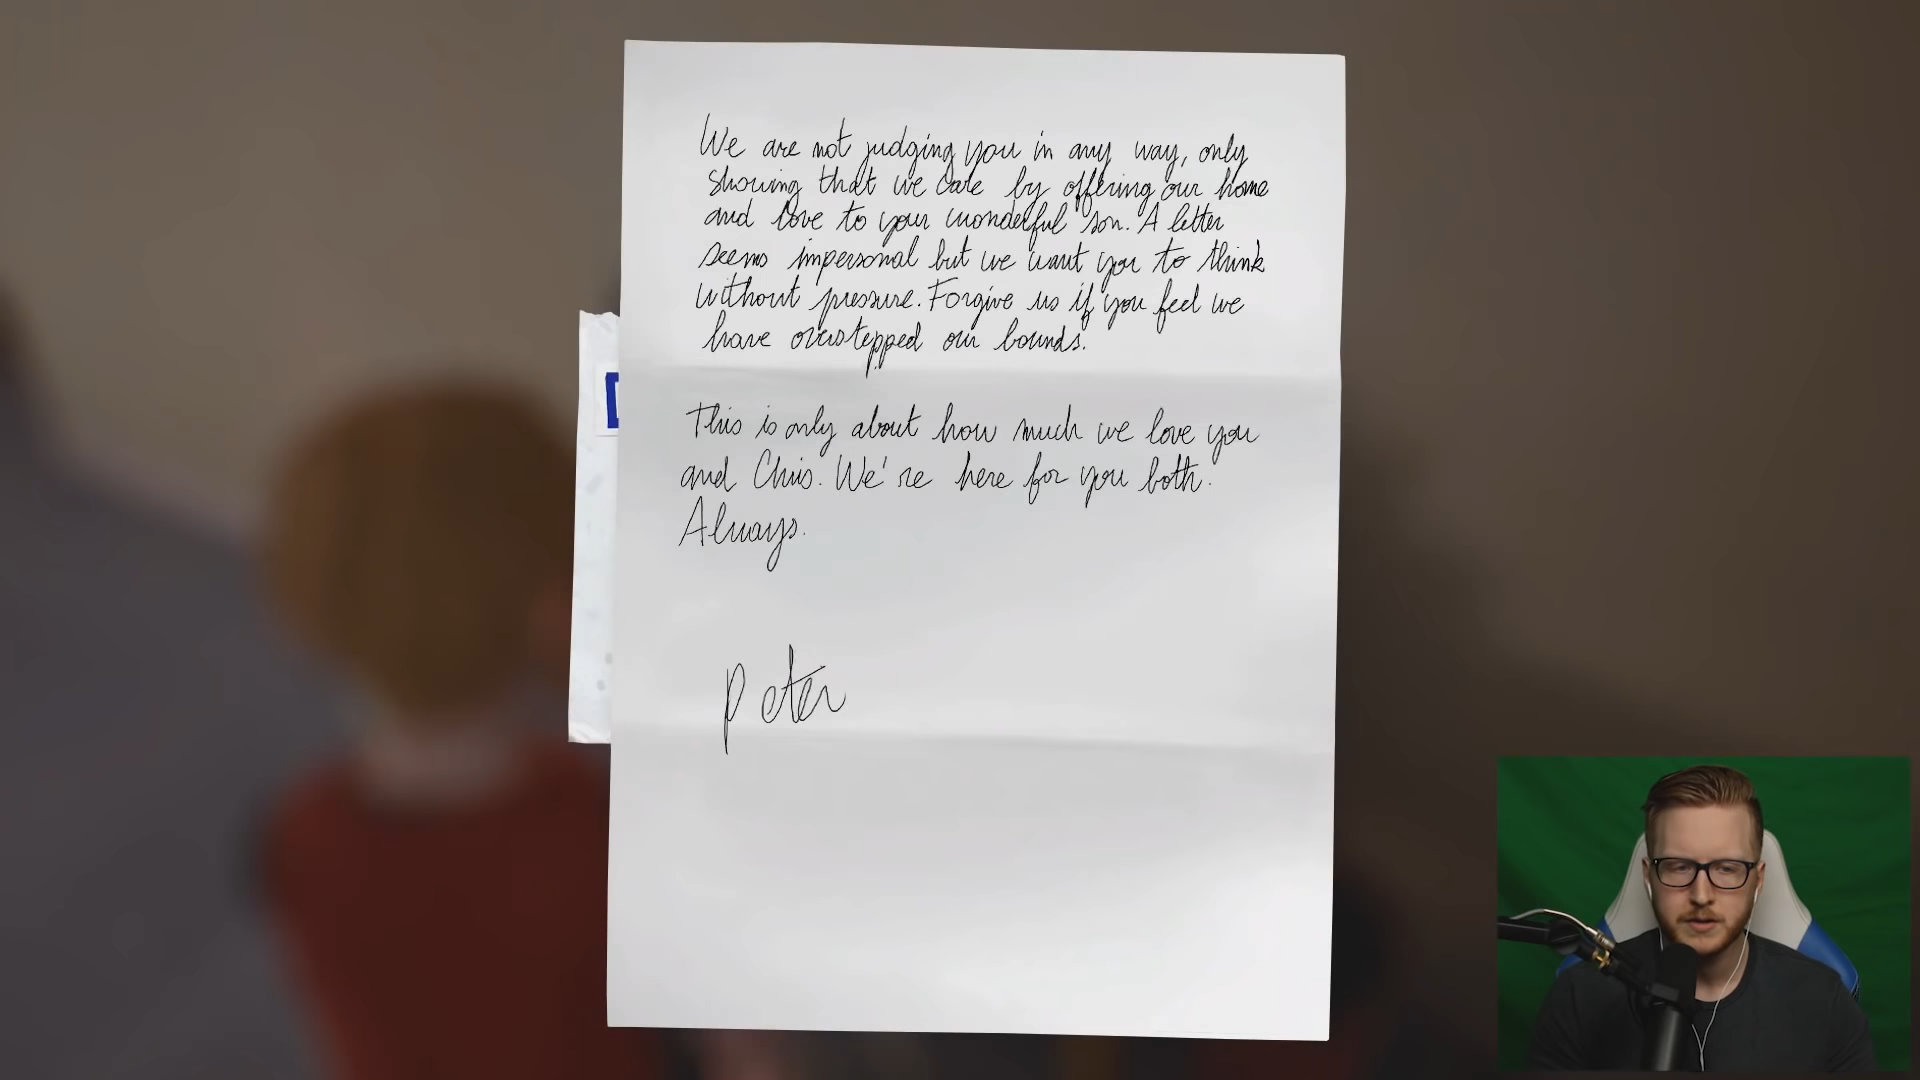 We are not judging you in any way, only
showing that we care by offering our home
and love to your wonderful son. A letter
seems impersonal but we want you to think
without pressure. Forgive us if you feel we
have overstepped our bounds.
This is only about how much we love you
and Chris. We're here for you both.
Always.
Peter